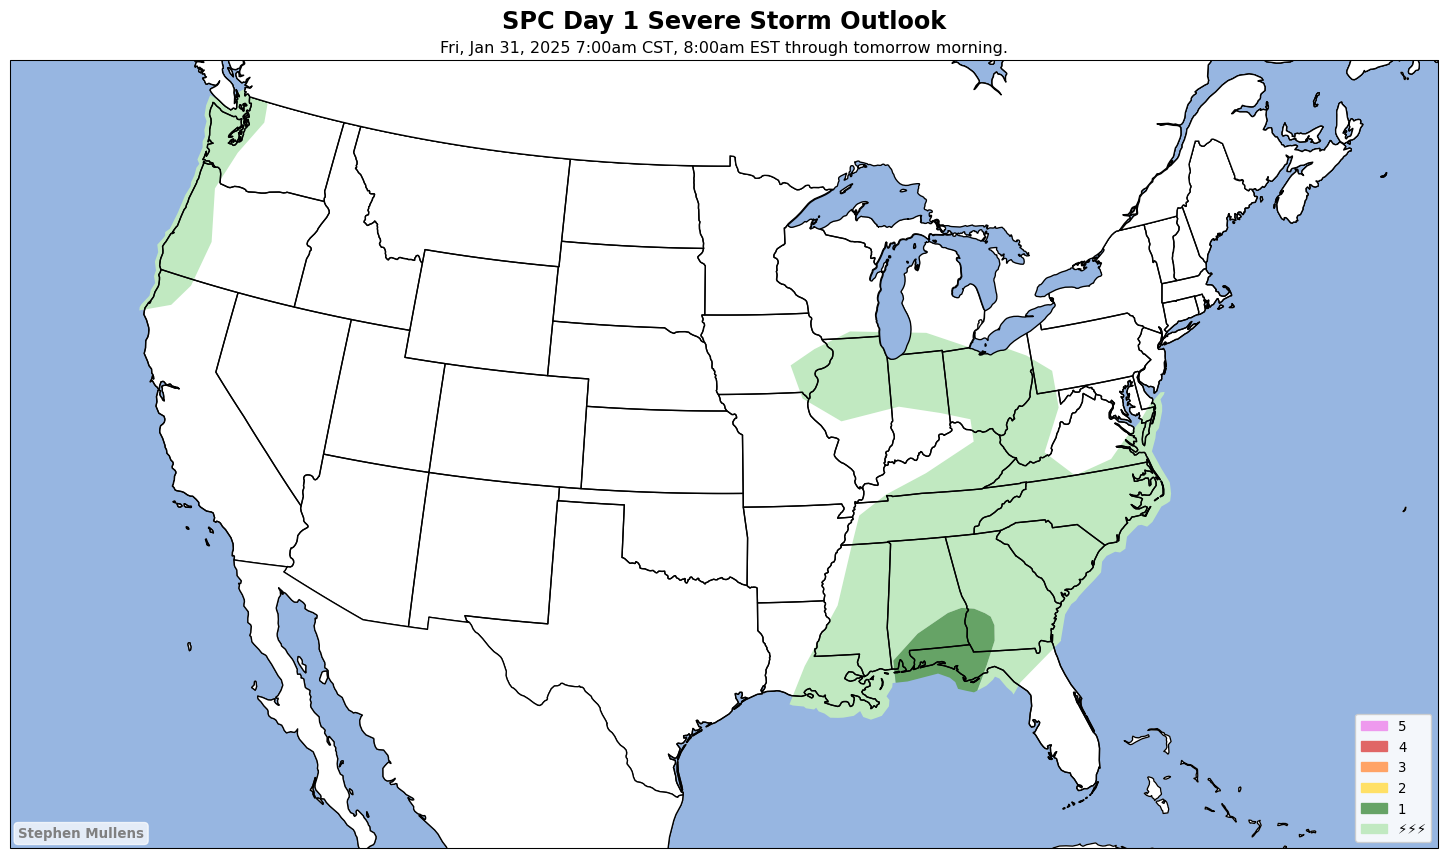 SPC Day 1 Severe Storm Outlook
Fri, Jan 31, 2025 7:00am CST, 8:00am EST through tomorrow morning.
5
4
3
2
1
⚡⚡⚡
Stephen Mullens